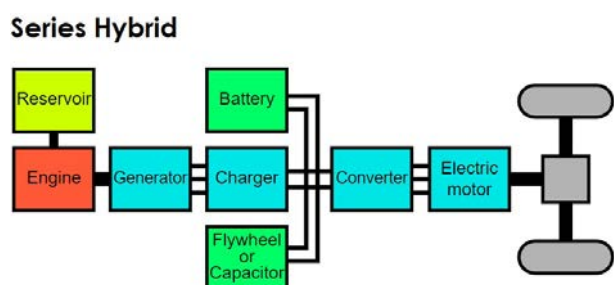 Series Hybrid
Reservoir
Battery
Engine
Generator
Charger
Converter
Electric
motor
Flywheel
or
Capacitor